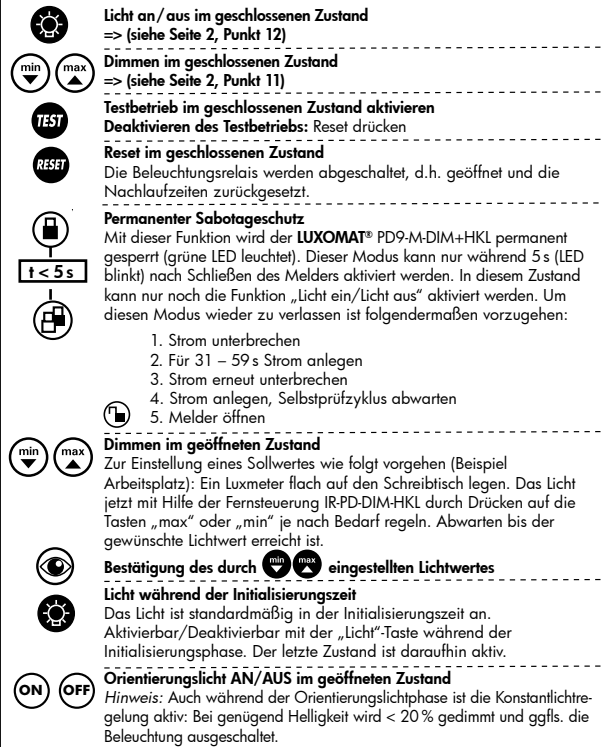 Licht an/aus im geschlossenen Zustand
=> (siehe Seite 2, Punkt 12)
min max
Dimmen im geschlossenen Zustand
=> (siehe Seite 2, Punkt 11)
TEST
Testbetrieb im geschlossenen Zustand aktivieren
Deaktivieren des Testbetriebs: Reset drücken
RESET
Reset im geschlossenen Zustand
Die Beleuchtungsrelais werden abgeschaltet, d.h. geöffnet und die
Nachlaufzeiten zurückgesetzt.
Permanenter Sabotageschutz
Mit dieser Funktion wird der LUXOMAT® PD9-M-DIM+HKL permanent
gesperrt (grüne LED leuchtet). Dieser Modus kann nur während 5 s (LED
blinkt) nach Schließen des Melders aktiviert werden. In diesem Zustand
kann nur noch die Funktion „Licht ein/Licht aus“ aktiviert werden. Um
diesen Modus wieder zu verlassen ist folgendermaßen vorzugehen:
t < 5 s
1. Strom unterbrechen
2. Für 31 – 59 s Strom anlegen
3. Strom erneut unterbrechen
4. Strom anlegen, Selbstprüfzyklus abwarten
5. Melder öffnen
min max
Dimmen im geöffneten Zustand
Zur Einstellung eines Sollwertes wie folgt vorgehen (Beispiel
Arbeitsplatz): Ein Luxmeter flach auf den Schreibtisch legen. Das Licht
jetzt mit Hilfe der Fernsteuerung IR-PD-DIM-HKL durch Drücken auf die
Tasten „max“ oder „min“ je nach Bedarf regeln. Abwarten bis der
gewünschte Lichtwert erreicht ist.
Bestätigung des durch min max eingestellten Lichtwertes
Licht während der Initialisierungszeit
Das Licht ist standardmäßig in der Initialisierungszeit an.
Aktivierbar/Deaktivierbar mit der „Licht“-Taste während der
Initialisierungsphase. Der letzte Zustand ist daraufhin aktiv.
ON OFF
Orientierungslicht AN/AUS im geöffneten Zustand
Hinweis: Auch während der Orientierungslichtphase ist die Konstantlichtre-
gelung aktiv: Bei genügend Helligkeit wird < 20 % gedimmt und ggfls. die
Beleuchtung ausgeschaltet.